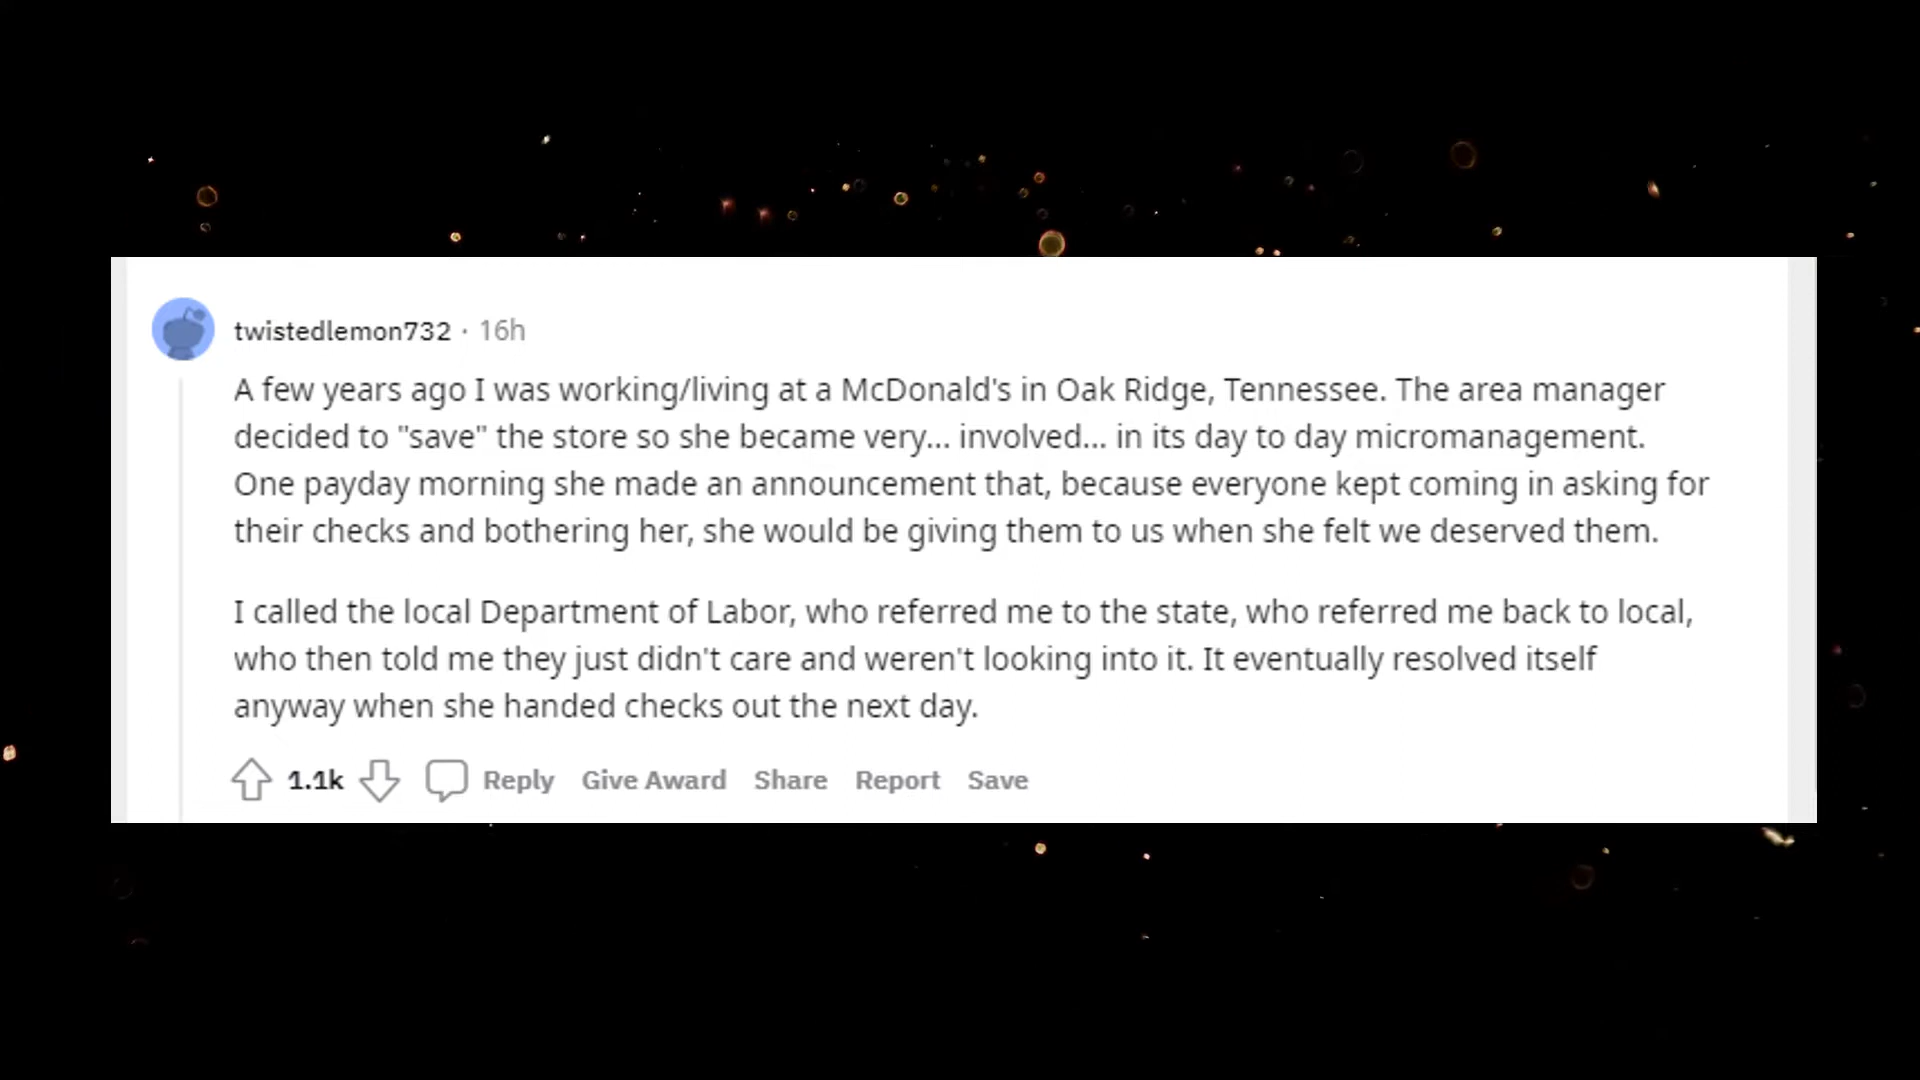 twistedlemon732 · 16h
A few years ago I was working/living at a McDonald's in Oak Ridge, Tennessee. The area manager
decided to "save" the store so she became very... involved... in its day to day micromanagement.
One payday morning she made an announcement that, because everyone kept coming in asking for
their checks and bothering her, she would be giving them to us when she felt we deserved them.
I called the local Department of Labor, who referred me to the state, who referred me back to local,
who then told me they just didn't care and weren't looking into it. It eventually resolved itself
anyway when she handed checks out the next day.
1.1k Reply Give Award Share Report Save